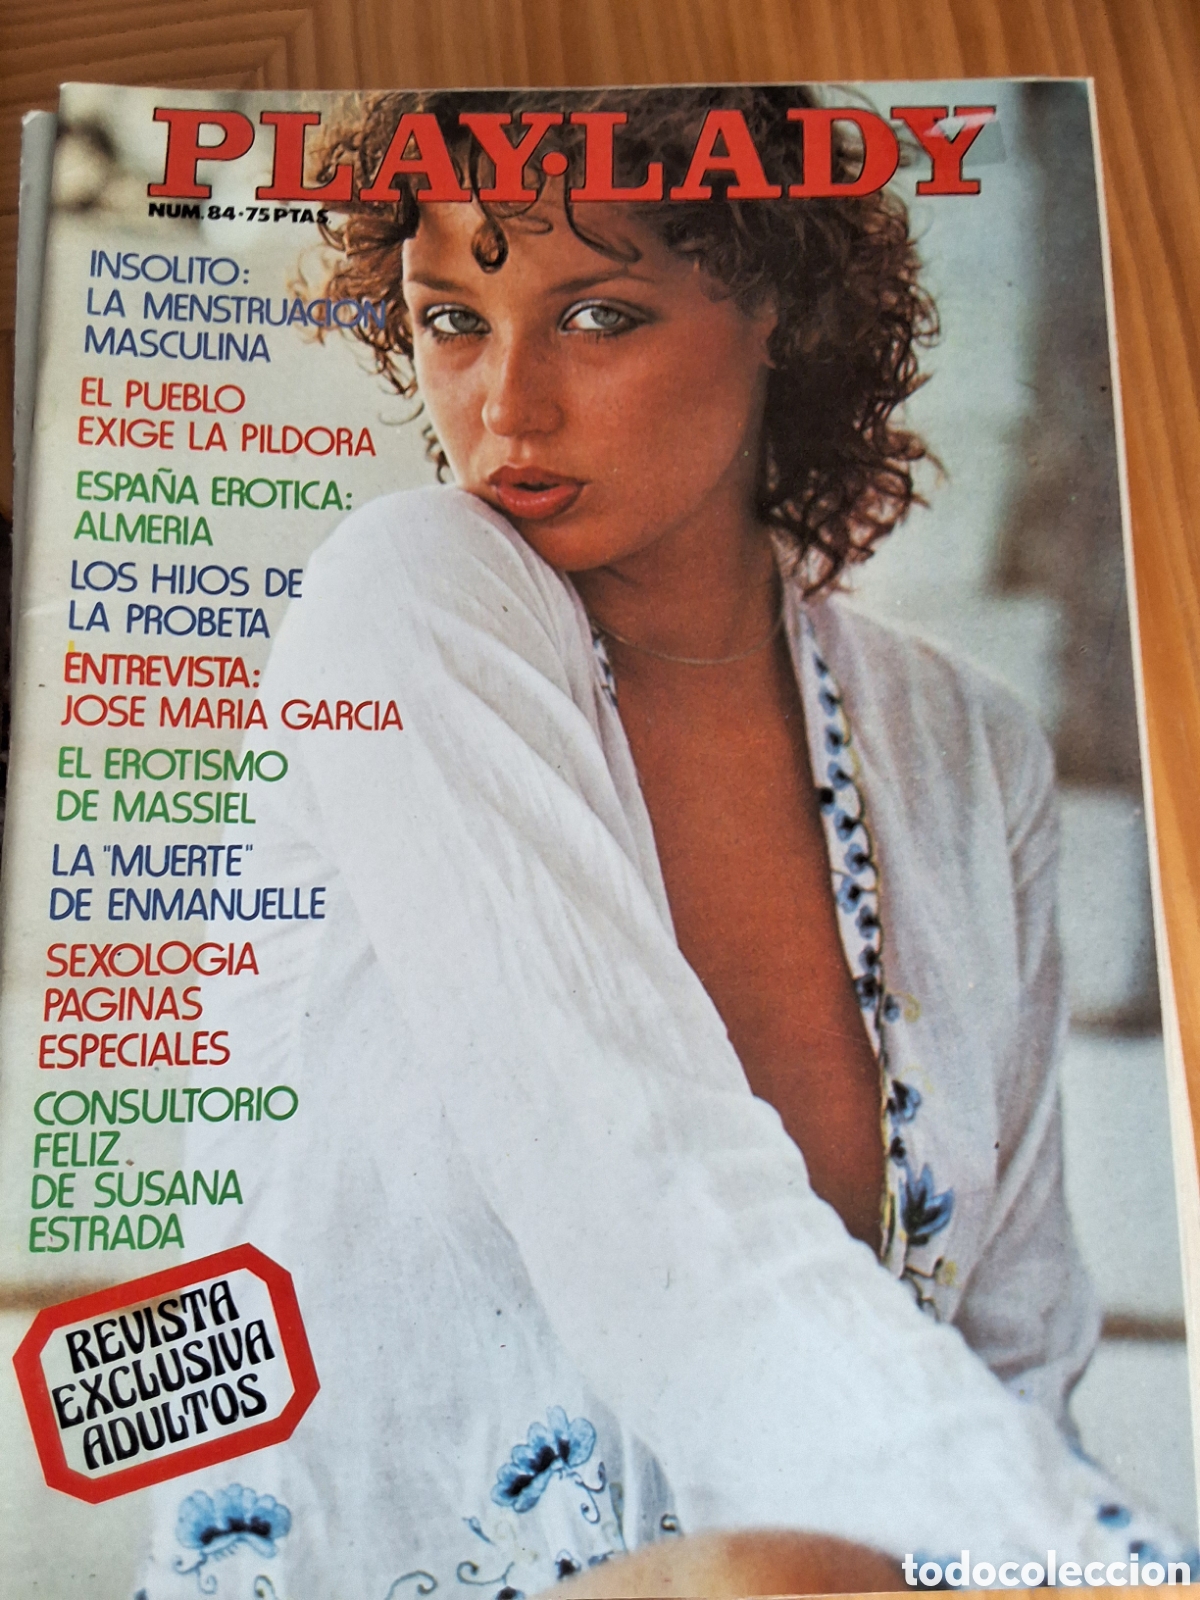 PLAY·LADY
NUM. 84·75 PTAS.
INSOLITO:
LA MENSTRUACION
MASCULINA
EL PUEBLO
EXIGE LA PILDORA
ESPAÑA EROTICA:
ALMERIA
LOS HIJOS DE
LA PROBETA
ENTREVISTA:
JOSE MARIA GARCIA
EL EROTISMO
DE MASSIEL
LA "MUERTE"
DE ENMANUELLE
SEXOLOGIA
PAGINAS
ESPECIALES
CONSULTORIO
FELIZ
DE SUSANA
ESTRADA
REVISTA
EXCLUSIVA
ADULTOS
todocoleccion